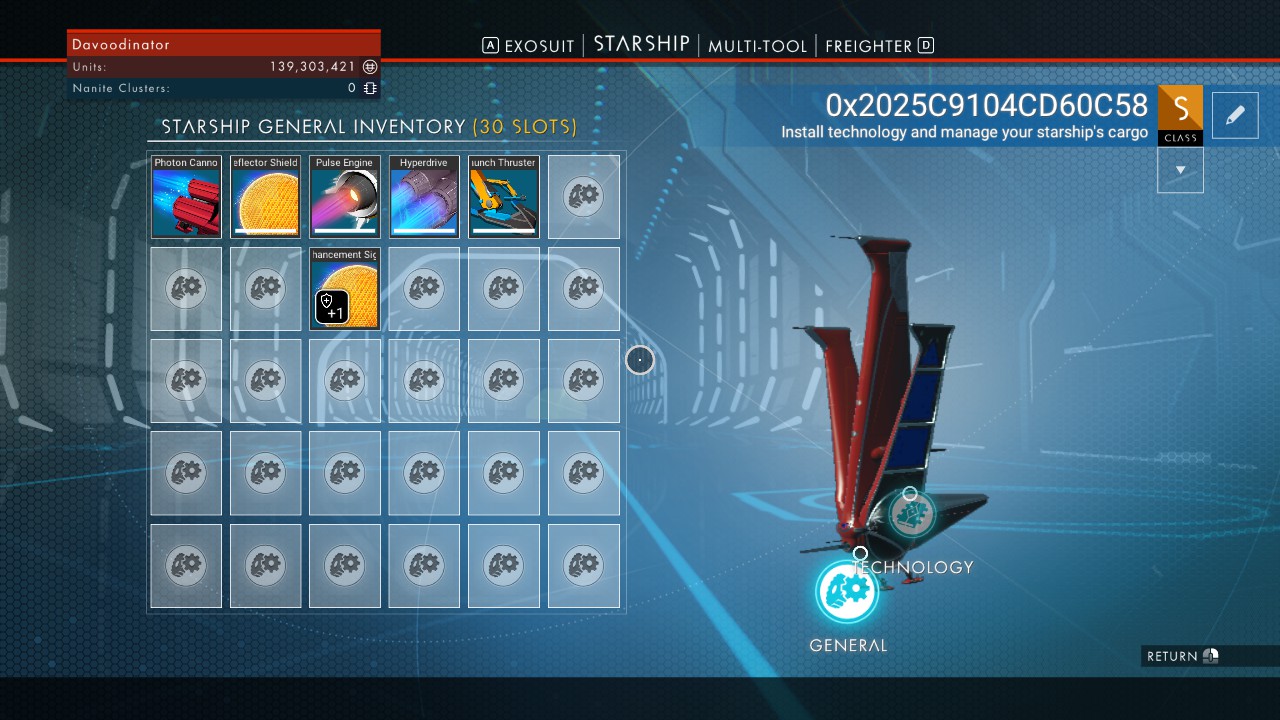 Davoodinator
Units: 139,303,421
Nanite Clusters: 0
A EXOSUIT STARSHIP MULTI-TOOL FREIGHTER D
STARSHIP GENERAL INVENTORY (30 SLOTS)
0x2025C9104CD60C58
Install technology and manage your starship's cargo
S
CLASS
Photon Canno eflector Shield Pulse Engine Hyperdrive unch Thruster
hancement Sig
+1
TECHNOLOGY
GENERAL
RETURN